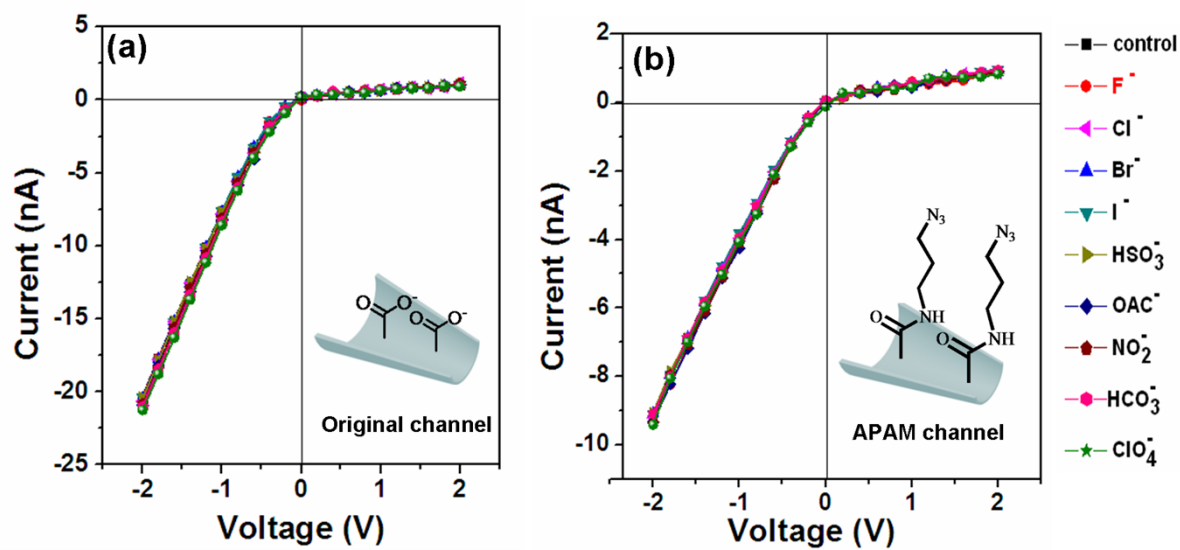 (a)
5
0
-5
-10
-15
-20
-25
Current (nA)
-2 -1 0 1 2
Voltage (V)
O O-
O O-
Original channel
(b)
2
0
-2
-4
-6
-8
-10
Current (nA)
-2 -1 0 1 2
Voltage (V)
N3
N3
O NH
O NH
APAM channel
control
F-
Cl-
Br-
I-
HSO3-
OAC-
NO2-
HCO3-
ClO4-